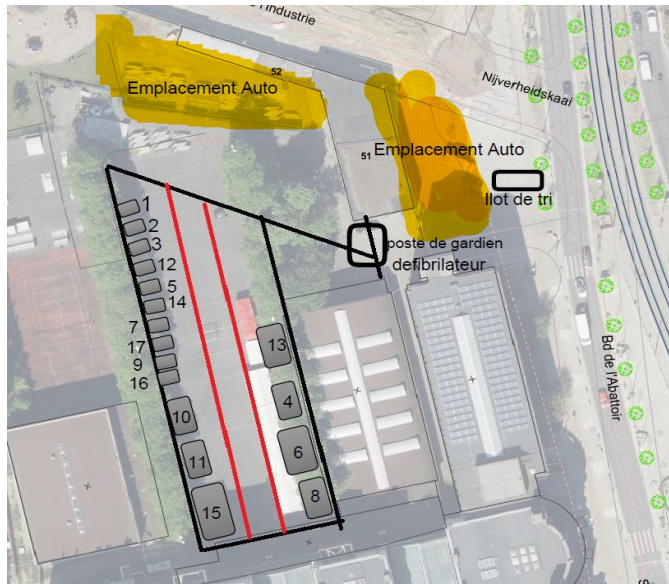 l'Industrie
52
Emplacement Auto
Nijverheidskaai
51
Emplacement Auto
Ilot de tri
poste de gardien
defibrilateur
1
2
3
12
5
14
7
17
9
16
10
11
15
13
4
6
8
Bd de l'Abattoir